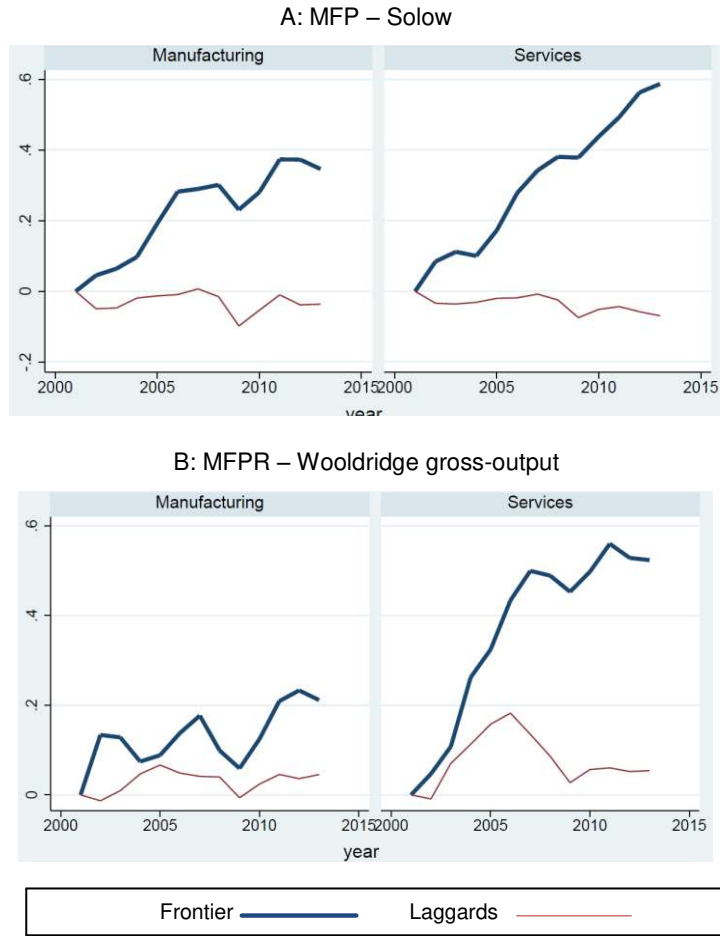 A: MFP – Solow
Manufacturing Services
.6
.4
.2
0
-.2
2000 2005 2010 2015 2000 2005 2010 2015
year
B: MFPR – Wooldridge gross-output
Manufacturing Services
.6
.4
.2
0
2000 2005 2010 2015 2000 2005 2010 2015
year
Frontier Laggards